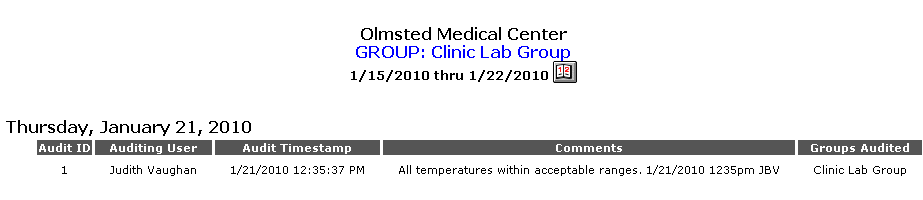 Olmsted Medical Center
GROUP: Clinic Lab Group
1/15/2010 thru 1/22/2010
Thursday, January 21, 2010
Audit ID Auditing User Audit Timestamp Comments Groups Audited
1 Judith Vaughan 1/21/2010 12:35:37 PM All temperatures within acceptable ranges. 1/21/2010 1235pm JBV Clinic Lab Group